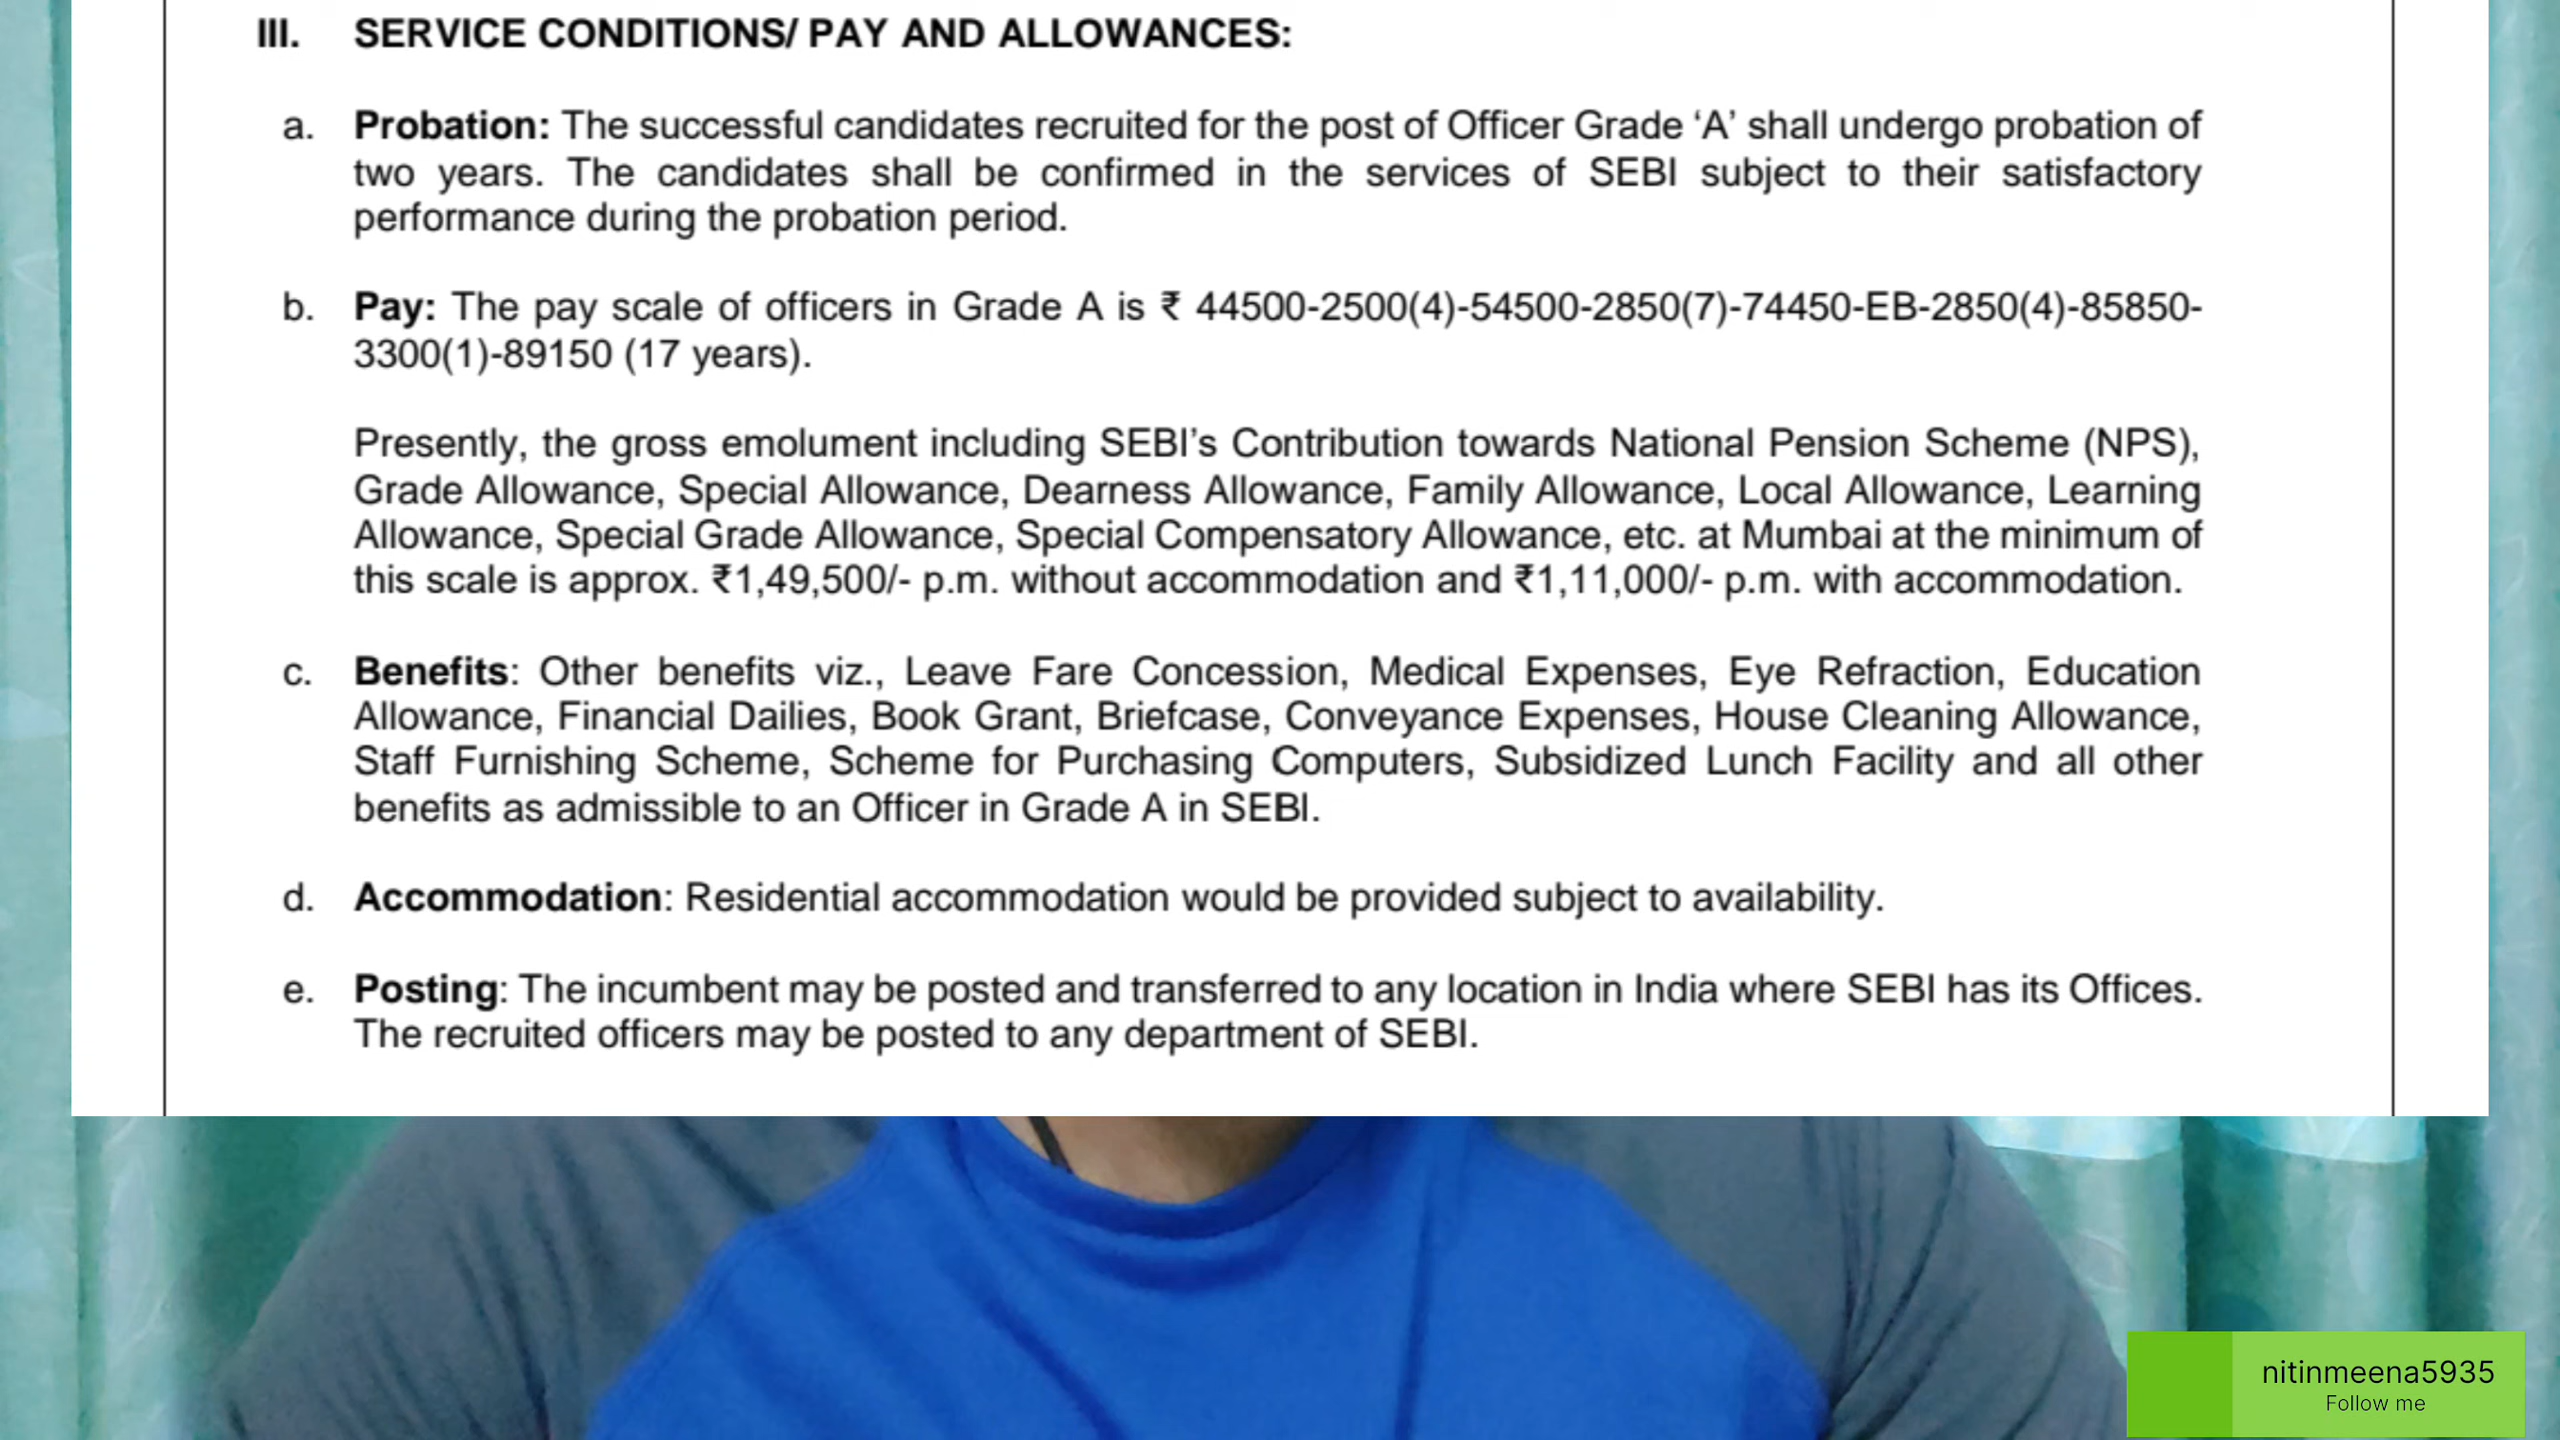 III. SERVICE CONDITIONS/ PAY AND ALLOWANCES:
a. Probation: The successful candidates recruited for the post of Officer Grade ‘A’ shall undergo probation of
two years. The candidates shall be confirmed in the services of SEBI subject to their satisfactory
performance during the probation period.
b. Pay: The pay scale of officers in Grade A is ₹ 44500-2500(4)-54500-2850(7)-74450-EB-2850(4)-85850-
3300(1)-89150 (17 years).
Presently, the gross emolument including SEBI’s Contribution towards National Pension Scheme (NPS),
Grade Allowance, Special Allowance, Dearness Allowance, Family Allowance, Local Allowance, Learning
Allowance, Special Grade Allowance, Special Compensatory Allowance, etc. at Mumbai at the minimum of
this scale is approx. ₹1,49,500/- p.m. without accommodation and ₹1,11,000/- p.m. with accommodation.
c. Benefits: Other benefits viz., Leave Fare Concession, Medical Expenses, Eye Refraction, Education
Allowance, Financial Dailies, Book Grant, Briefcase, Conveyance Expenses, House Cleaning Allowance,
Staff Furnishing Scheme, Scheme for Purchasing Computers, Subsidized Lunch Facility and all other
benefits as admissible to an Officer in Grade A in SEBI.
d. Accommodation: Residential accommodation would be provided subject to availability.
e. Posting: The incumbent may be posted and transferred to any location in India where SEBI has its Offices.
The recruited officers may be posted to any department of SEBI.
nitinmeena5935
Follow me